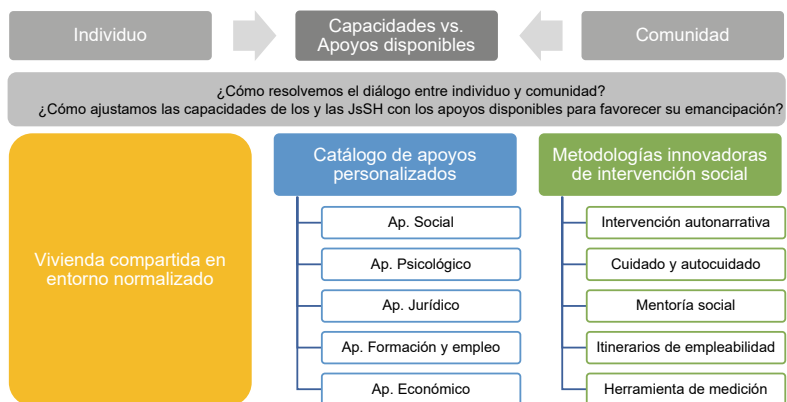 Individuo
Capacidades vs.
Apoyos disponibles
Comunidad
¿Cómo resolvemos el diálogo entre individuo y comunidad?
¿Cómo ajustamos las capacidades de los y las JsSH con los apoyos disponibles para favorecer su emancipación?
Vivienda compartida en
entorno normalizado
Catálogo de apoyos
personalizados
Ap. Social
Ap. Psicológico
Ap. Jurídico
Ap. Formación y empleo
Ap. Económico
Metodologías innovadoras
de intervención social
Intervención autonarrativa
Cuidado y autocuidado
Mentoría social
Itinerarios de empleabilidad
Herramienta de medición